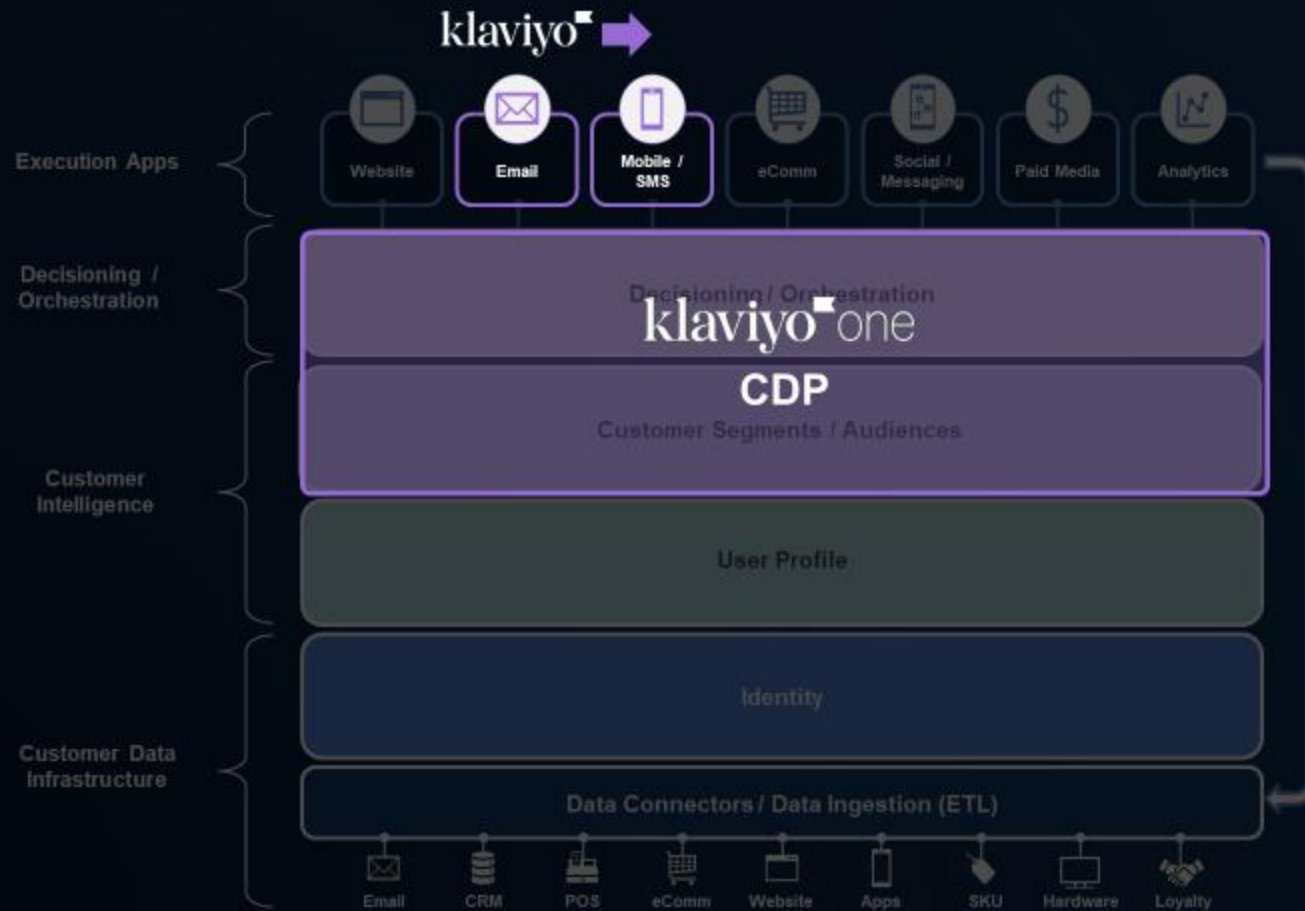 klaviyo
Execution Apps
Website
Email
Mobile /
SMS
eComm
Social /
Messaging
Paid Media
Analytics
Decisioning /
Orchestration
Decisioning / Orchestration
klaviyo one
CDP
Customer Segments / Audiences
Customer
Intelligence
User Profile
Identity
Customer Data
Infrastructure
Data Connectors / Data Ingestion (ETL)
Email
CRM
POS
eComm
Website
Apps
SKU
Hardware
Loyalty